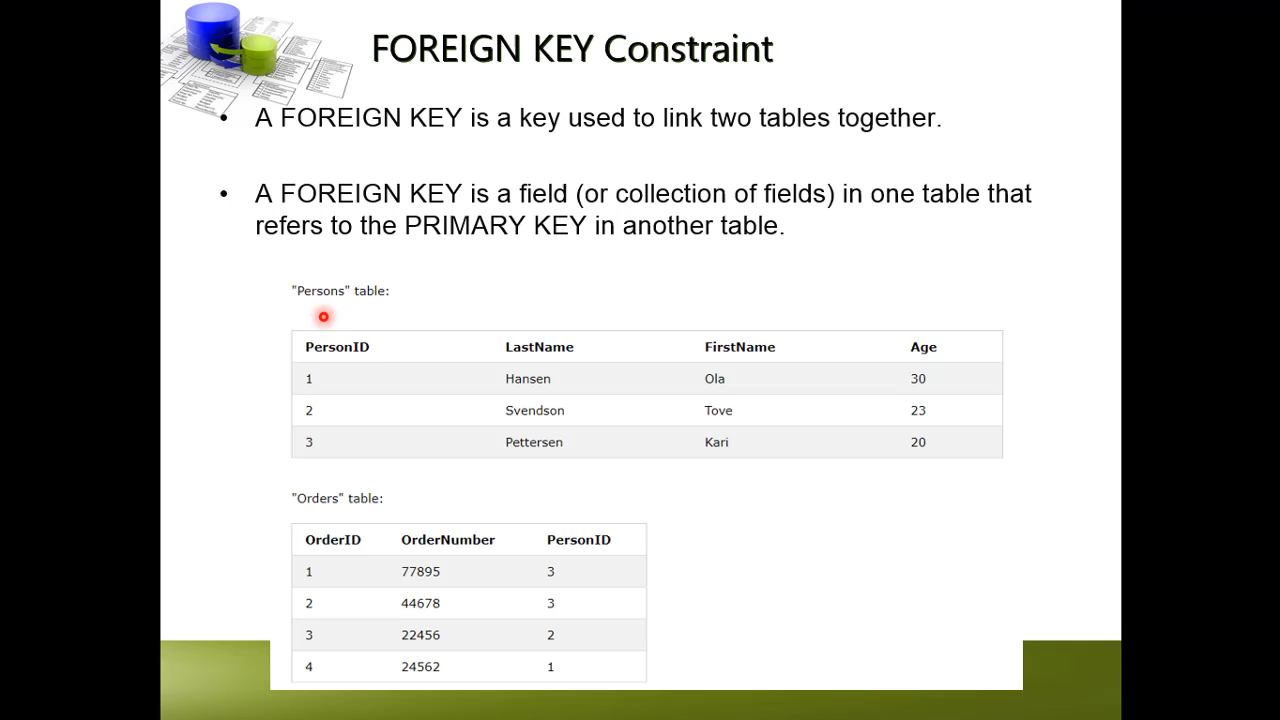 FOREIGN KEY Constraint
• A FOREIGN KEY is a key used to link two tables together.
• A FOREIGN KEY is a field (or collection of fields) in one table that
refers to the PRIMARY KEY in another table.
"Persons" table:
PersonID LastName FirstName Age
1 Hansen Ola 30
2 Svendson Tove 23
3 Pettersen Kari 20
"Orders" table:
OrderID OrderNumber PersonID
1 77895 3
2 44678 3
3 22456 2
4 24562 1